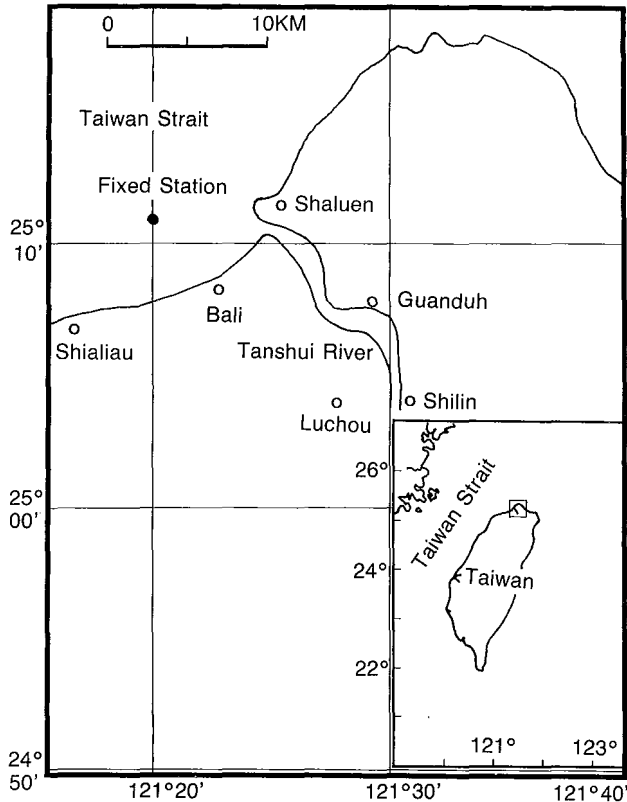 0 10KM
Taiwan Strait
Fixed Station
Shaluen
25°
10'
Guanduh
Bali
Shialiau
Tanshui River
Shilin
Luchou
26°
Taiwan Strait
25°
00'
24°
Taiwan
22°
121° 123°
24°
50'
121°20' 121°30' 121°40'